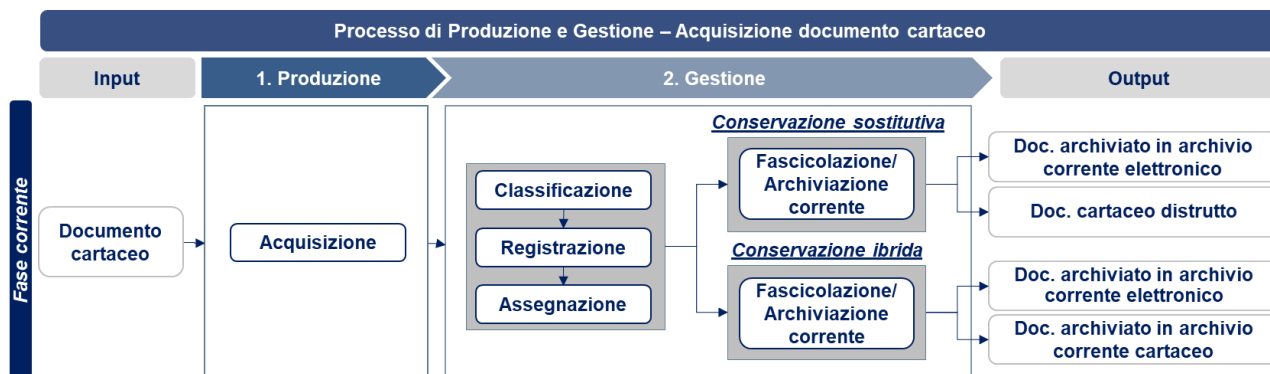 Processo di Produzione e Gestione – Acquisizione documento cartaceo
Input
1. Produzione
2. Gestione
Output
Fase corrente
Documento
cartaceo
Acquisizione
Classificazione
Registrazione
Assegnazione
Conservazione sostitutiva
Fascicolazione/
Archiviazione
corrente
Conservazione ibrida
Fascicolazione/
Archiviazione
corrente
Doc. archiviato in archivio
corrente elettronico
Doc. cartaceo distrutto
Doc. archiviato in archivio
corrente elettronico
Doc. archiviato in archivio
corrente cartaceo